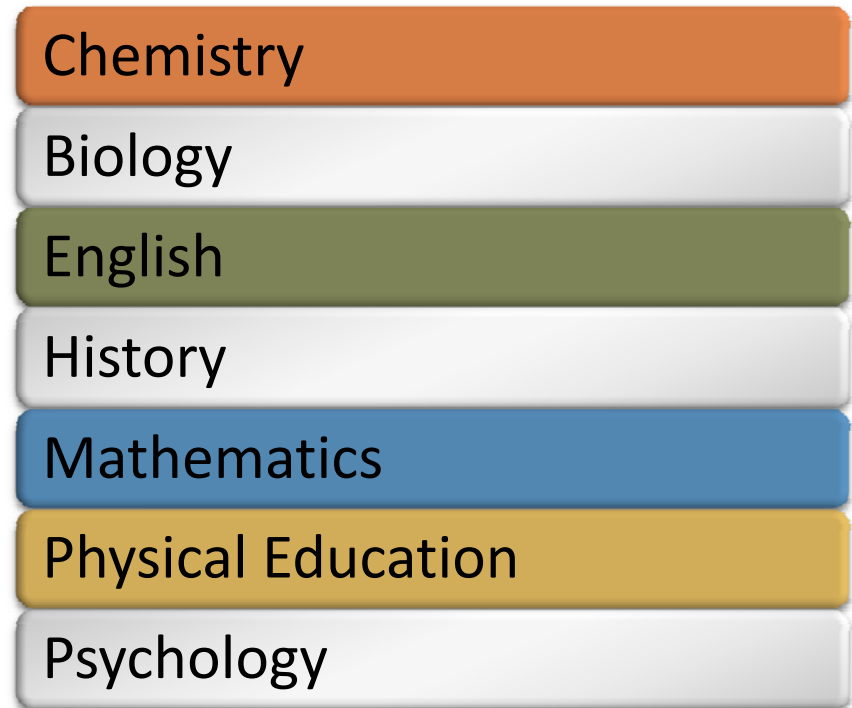 Chemistry
Biology
English
History
Mathematics
Physical Education
Psychology